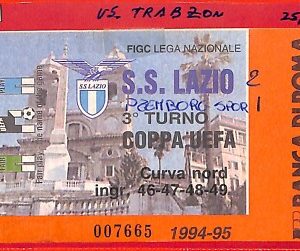 VS. TRABZON 25/
FIGC LEGA NAZIONALE
S.S. LAZIO 2
S.S. LAZIO
SPOR 1
3° TURNO
COPPA UEFA
Curva nord
ingr. 46-47-48-49
007665 1994-95
BANCA DI ROMA